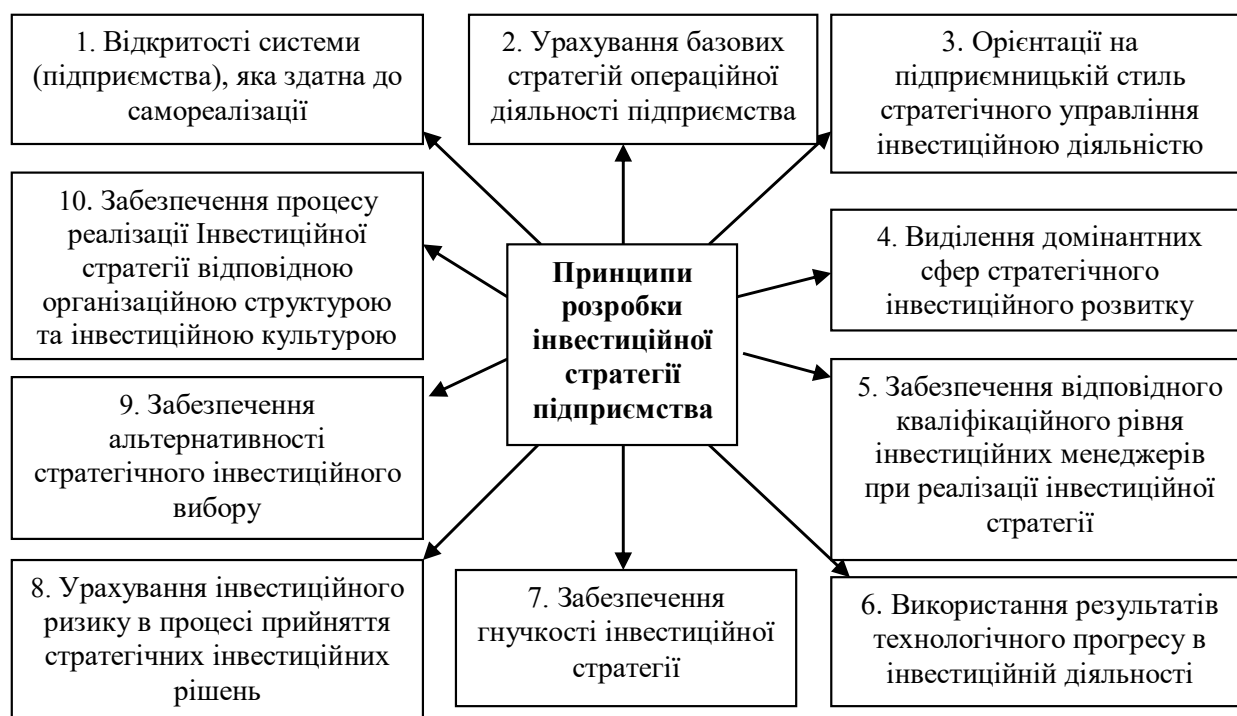 1. Відкритості системи
(підприємства), яка здатна до
самореалізації
2. Урахування базових
стратегій операційної
діяльності підприємства
3. Орієнтації на
підприємницькій стиль
стратегічного управління
інвестиційною діяльністю
10. Забезпечення процесу
реалізації Інвестиційної
стратегії відповідною
організаційною структурою
та інвестиційною культурою
Принципи
розробки
інвестиційної
стратегії
підприємства
4. Виділення домінантних
сфер стратегічного
інвестиційного розвитку
9. Забезпечення
альтернативності
стратегічного інвестиційного
вибору
5. Забезпечення відповідного
кваліфікаційного рівня
інвестиційних менеджерів
при реалізації інвестиційної
стратегії
8. Урахування інвестиційного
ризику в процесі прийняття
стратегічних інвестиційних
рішень
7. Забезпечення
гнучкості інвестиційної
стратегії
6. Використання результатів
технологічного прогресу в
інвестиційній діяльності